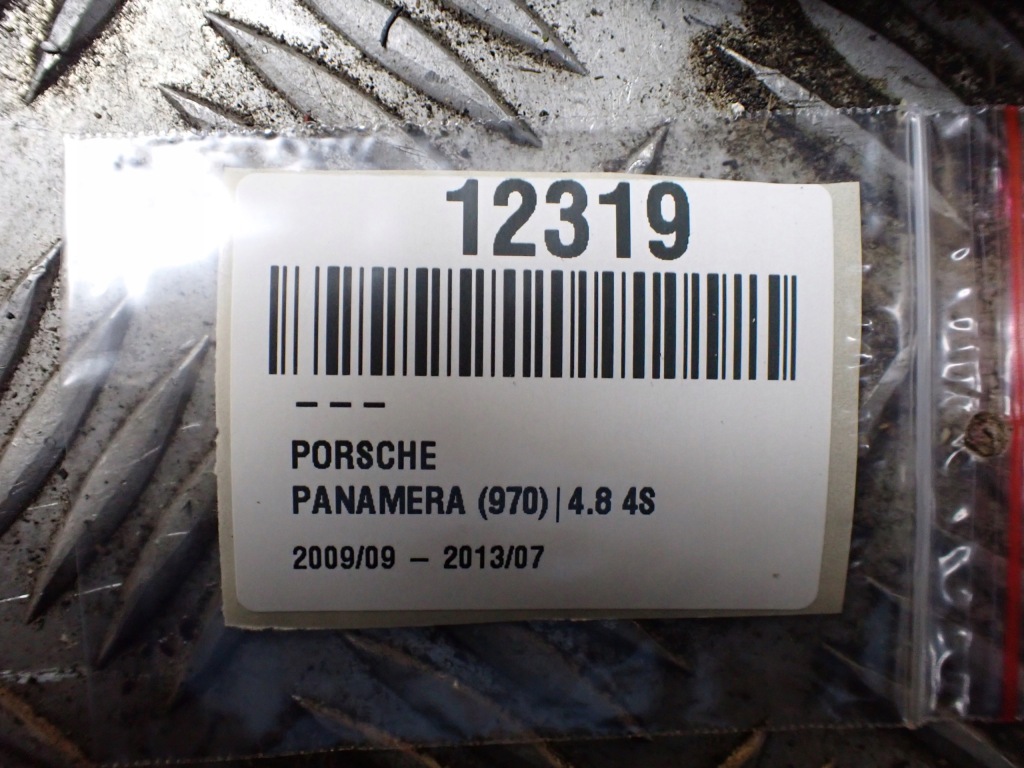 12319
---
PORSCHE
PANAMERA (970)|4.8 4S
2009/09 – 2013/07